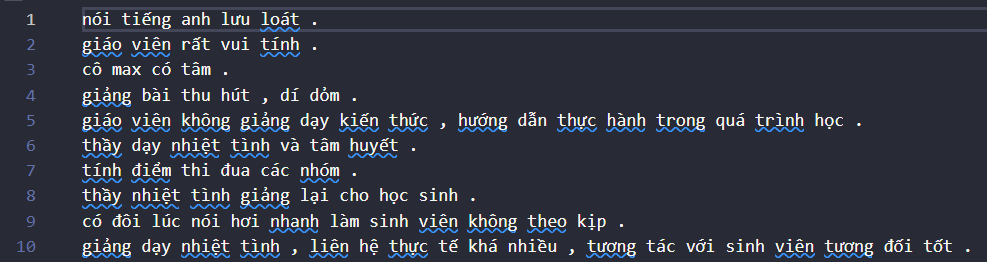 1 nói tiếng anh lưu loát .
2 giáo viên rất vui tính .
3 cô max có tâm .
4 giảng bài thu hút , dí dỏm .
5 giáo viên không giảng dạy kiến thức , hướng dẫn thực hành trong quá trình học .
6 thầy dạy nhiệt tình và tâm huyết .
7 tính điểm thi đua các nhóm .
8 thầy nhiệt tình giảng lại cho học sinh .
9 có đôi lúc nói hơi nhanh làm sinh viên không theo kịp .
10 giảng dạy nhiệt tình , liên hệ thực tế khá nhiều , tương tác với sinh viên tương đối tốt .